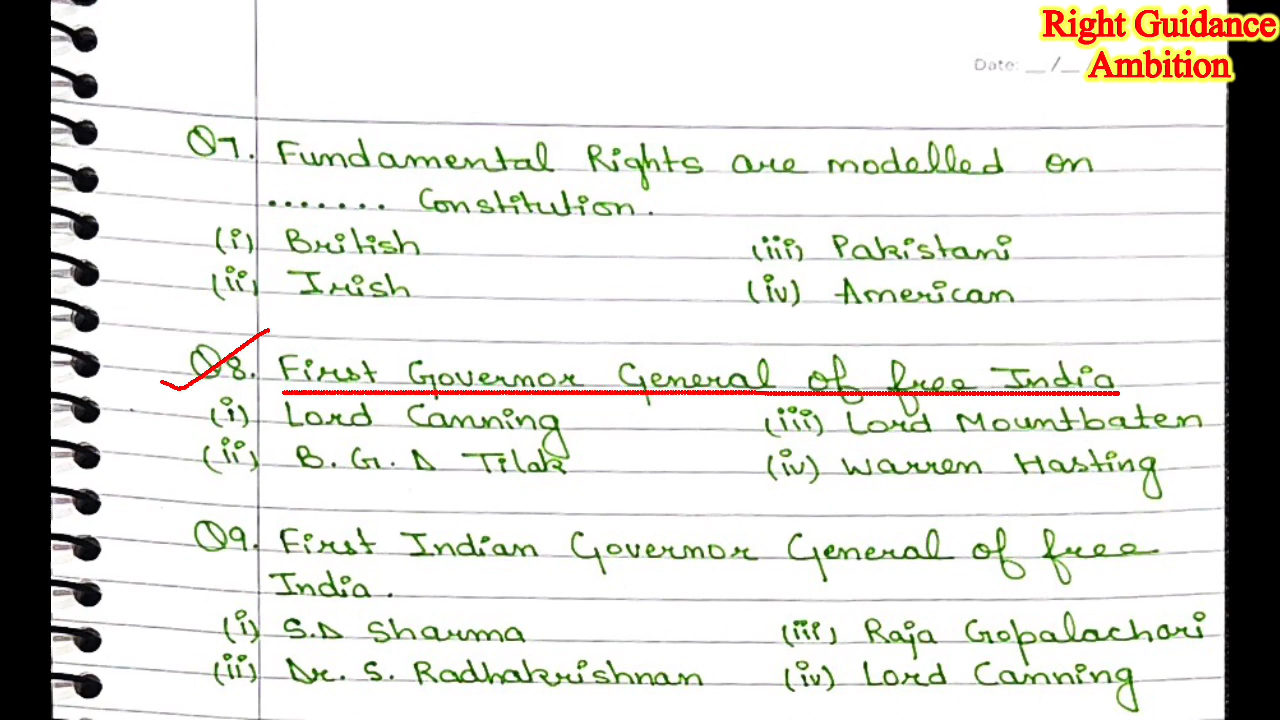 Right Guidance
Ambition
Date: __/__
Q7. Fundamental Rights are modelled on
....... Constitution.
(i) British (iii) Pakistani
(ii) Irish (iv) American
Q8. First Governor General of free India
(i) Lord Canning (iii) Lord Mountbaten
(ii) B. G. D Tilak (iv) Warren Hasting
Q9. First Indian Governor General of free
India.
(i) S.D Sharma (iii) Raja Gopalachari
(ii) Dr. S. Radhakrishnan (iv) Lord Canning